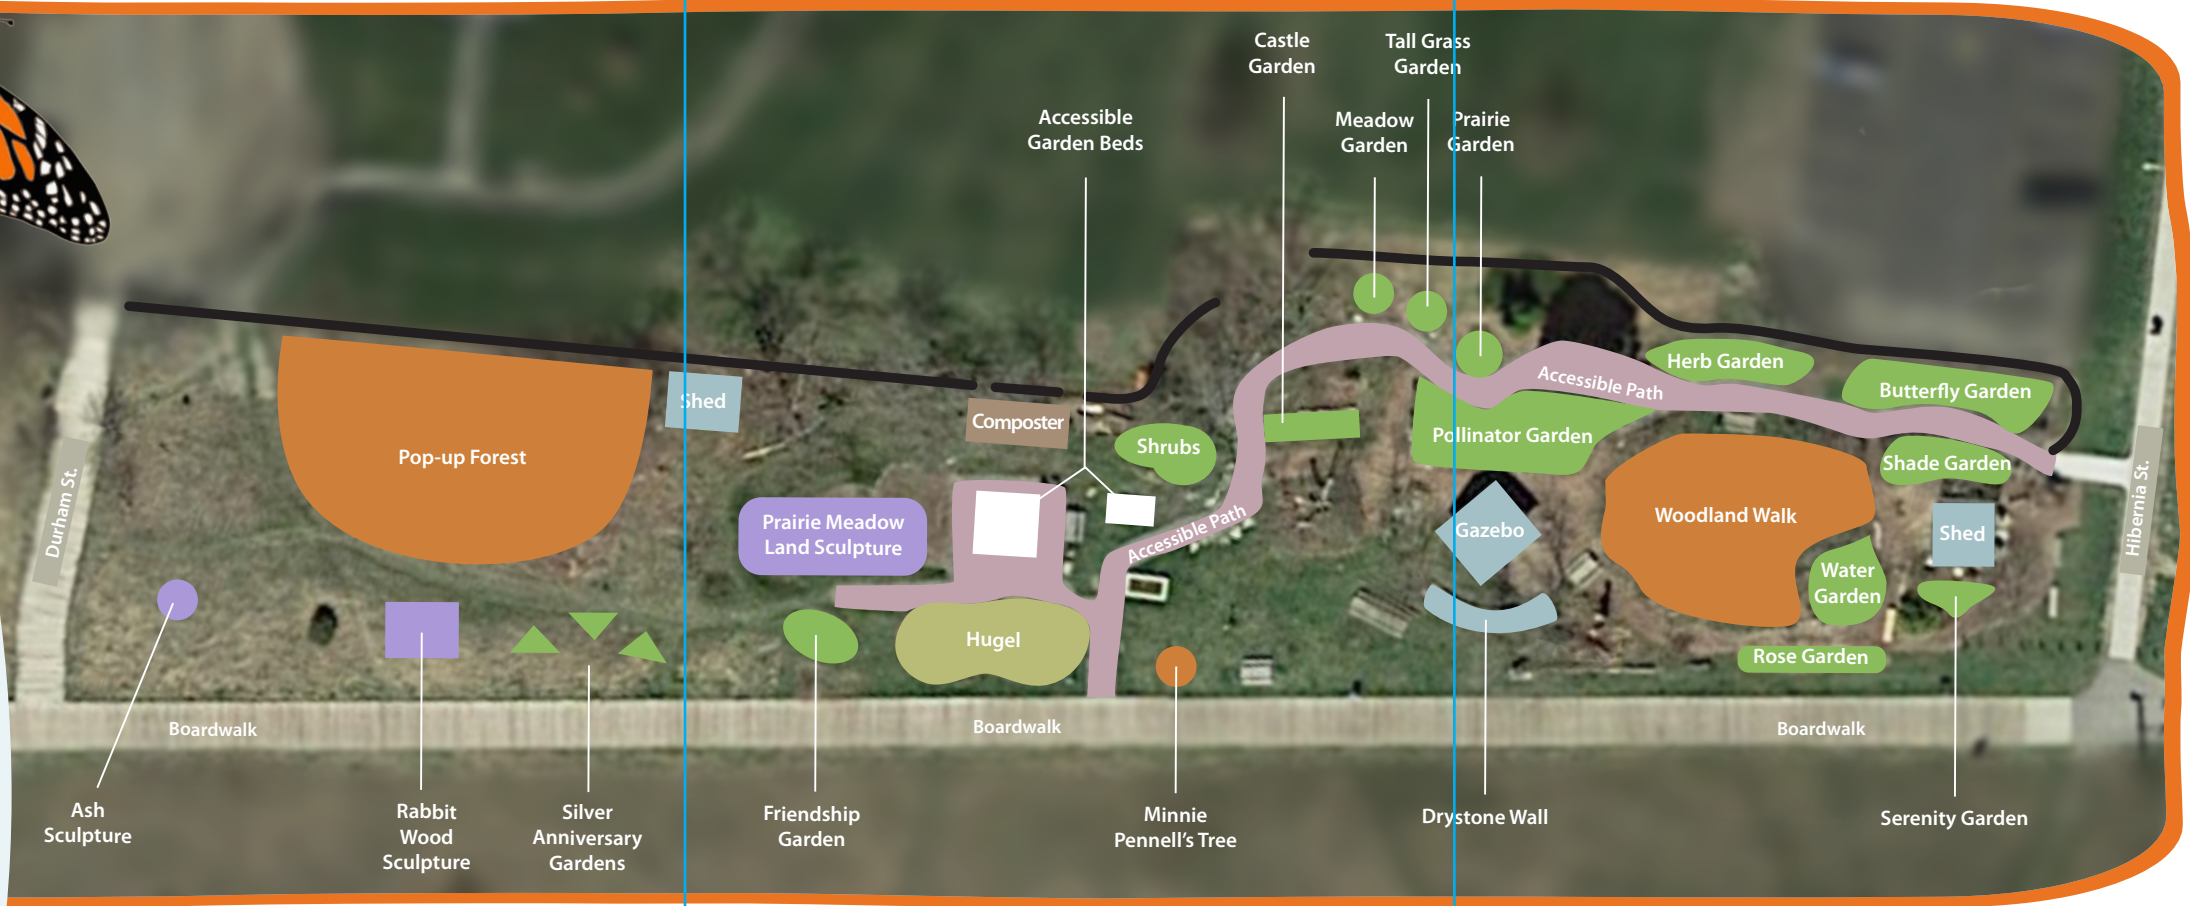 Castle
Garden
Tall Grass
Garden
Accessible
Garden Beds
Meadow
Garden
Prairie
Garden
Herb Garden
Accessible Path
Butterfly Garden
Shed
Composter
Shrubs
Pollinator Garden
Pop-up Forest
Shade Garden
Durham St.
Hibernia St.
Prairie Meadow
Land Sculpture
Accessible Path
Gazebo
Woodland Walk
Shed
Water
Garden
Hugel
Rose Garden
Boardwalk
Boardwalk
Boardwalk
Ash
Sculpture
Rabbit
Wood
Sculpture
Silver
Anniversary
Gardens
Friendship
Garden
Minnie
Pennell's Tree
Drystone Wall
Serenity Garden